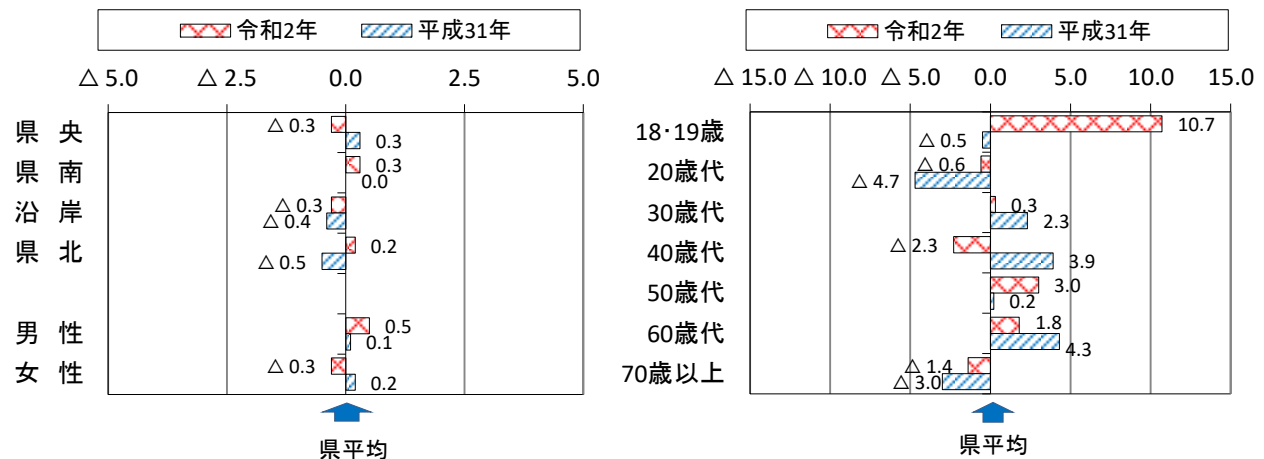 令和2年 平成31年
△ 5.0 △ 2.5 0.0 2.5 5.0
県 央 △ 0.3 0.3
県 南 0.3 0.0
沿 岸 △ 0.3 △ 0.4
県 北 0.2 △ 0.5
男 性 0.5 0.1
女 性 △ 0.3 0.2
県平均
令和2年 平成31年
△ 15.0 △ 10.0 △ 5.0 0.0 5.0 10.0 15.0
18･19歳 10.7 △ 0.5
20歳代 △ 0.6 △ 4.7
30歳代 0.3 2.3
40歳代 △ 2.3 3.9
50歳代 3.0 0.2
60歳代 1.8 4.3
70歳以上 △ 1.4 △ 3.0
県平均